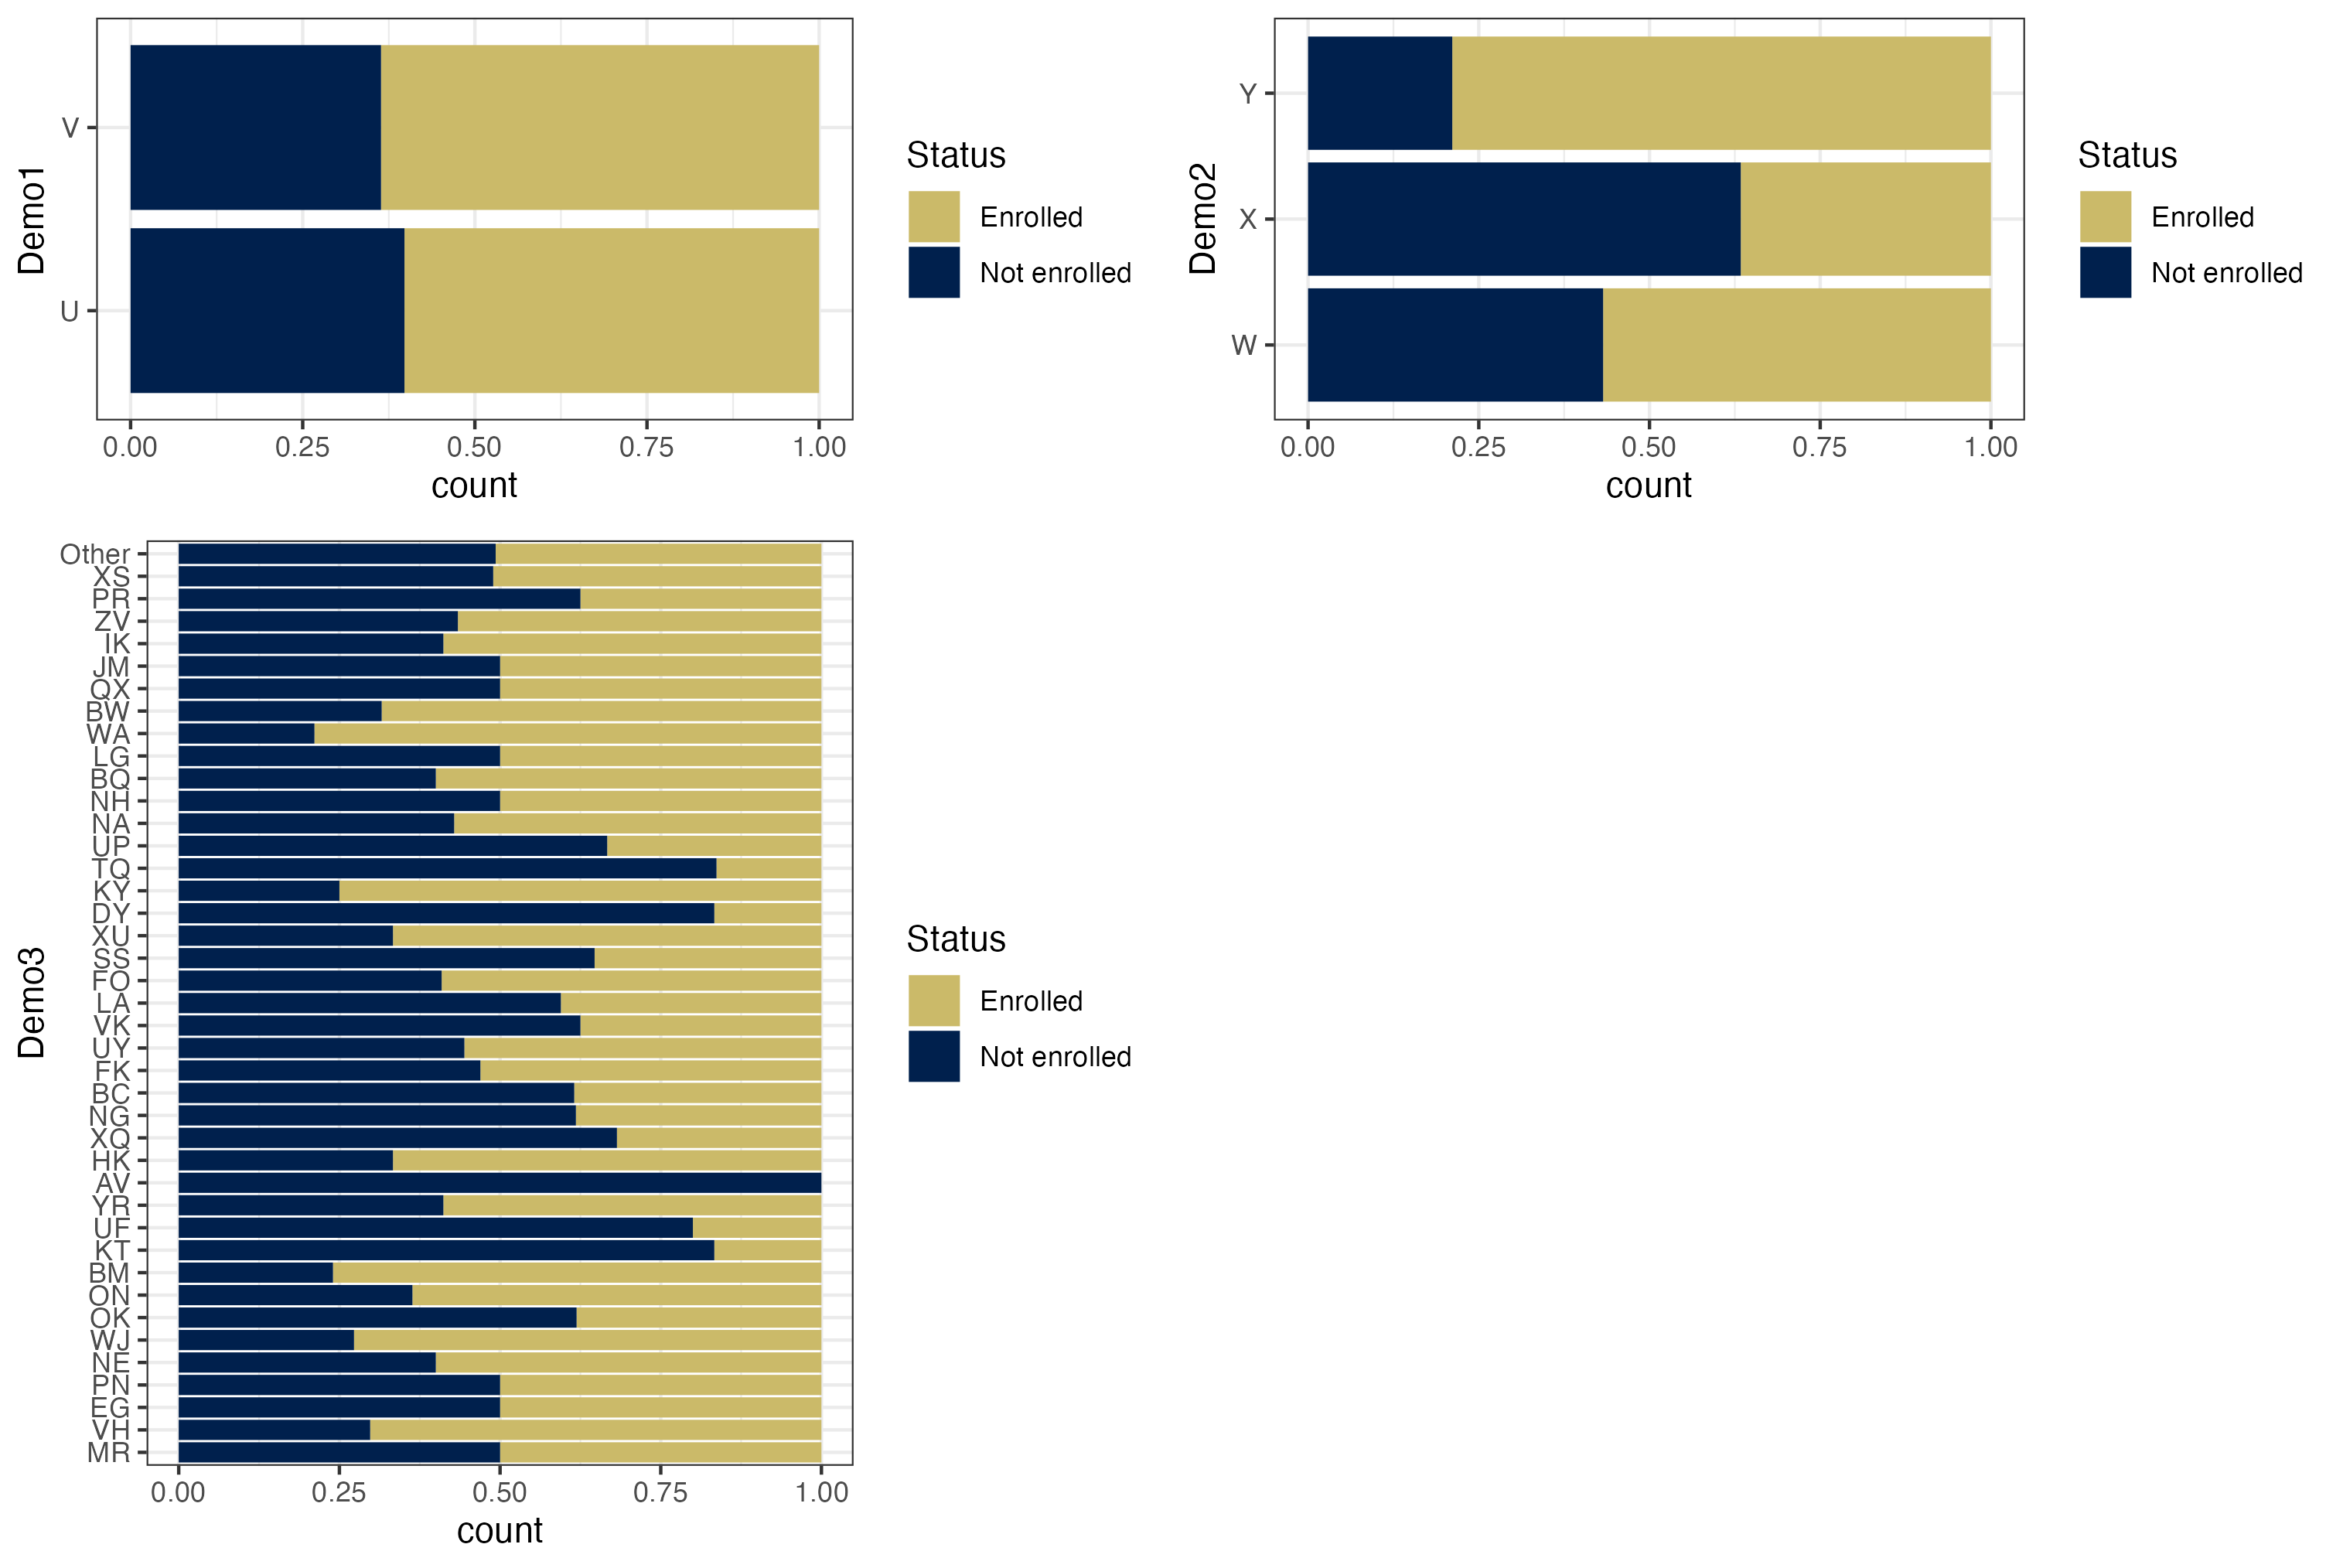 Demo1
V
U
0.00 0.25 0.50 0.75 1.00
count
Status
Enrolled
Not enrolled
Demo2
Y
X
W
0.00 0.25 0.50 0.75 1.00
count
Status
Enrolled
Not enrolled
Demo3
Other
XS
PR
ZV
IK
JM
QX
BW
WA
LG
BQ
NH
NA
UP
TQ
KY
DY
XU
SS
FO
LA
VK
UY
FK
BC
NG
XQ
HK
AV
YR
UF
KT
BM
ON
OK
WJ
NE
PN
EG
VH
MR
0.00 0.25 0.50 0.75 1.00
count
Status
Enrolled
Not enrolled